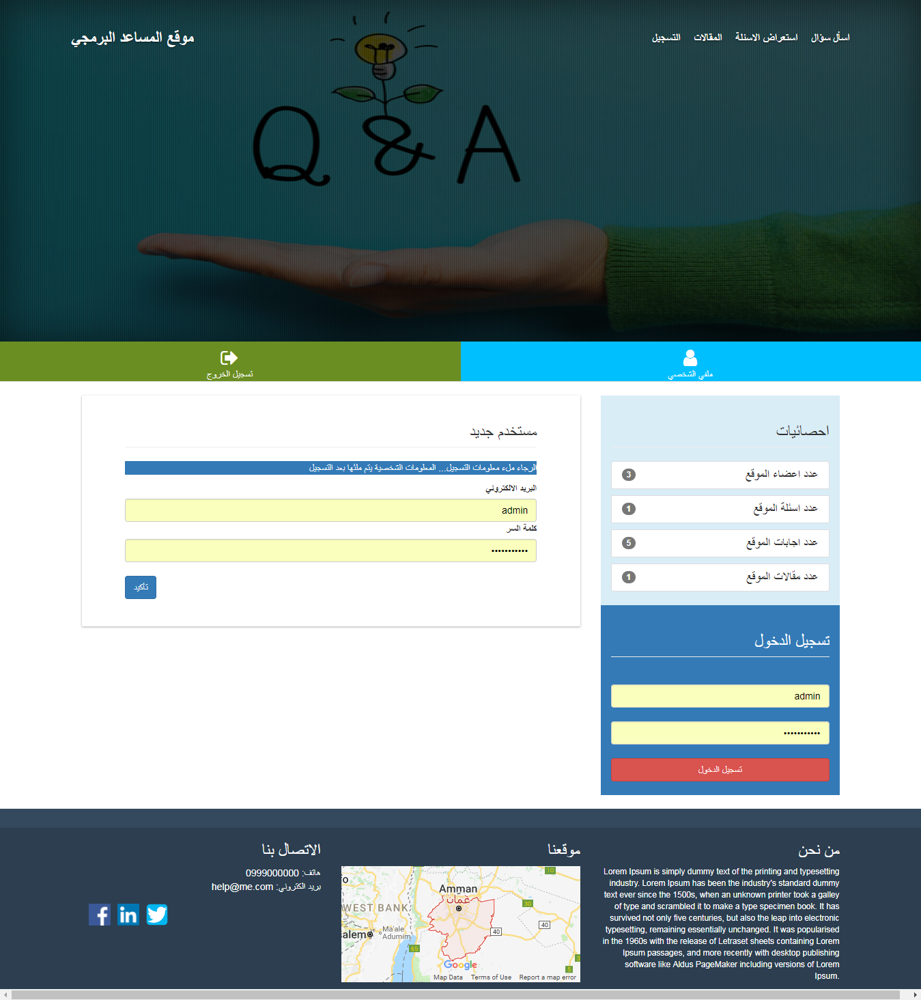 اسأل سؤال
استعراض الاسئلة
المقالات
التسجيل
موقع المساعد البرمجي
Q & A
ملفي الشخصي
تسجيل الخروج
احصائيات
عدد اعضاء الموقع 3
عدد اسئلة الموقع 1
عدد اجابات الموقع 5
عدد مقالات الموقع 1
تسجيل الدخول
admin
•••••••••••
تسجيل الدخول
مستخدم جديد
الرجاء ملء معلومات التسجيل... المعلومات الشخصية يتم ملئها بعد التسجيل
البريد الالكتروني
admin
كلمة السر
•••••••••••
تأكيد
من نحن
Lorem Ipsum is simply dummy text of the printing and typesetting
industry. Lorem Ipsum has been the industry's standard dummy
text ever since the 1500s, when an unknown printer took a galley
of type and scrambled it to make a type specimen book. It has
survived not only five centuries, but also the leap into electronic
typesetting, remaining essentially unchanged. It was popularised
in the 1960s with the release of Letraset sheets containing Lorem
Ipsum passages, and more recently with desktop publishing
software like Aldus PageMaker including versions of Lorem
Ipsum.
موقعنا
10
Amman
عمان
30
WEST BANK
40
40
salem
Ma'ale
Adumim
65
Google
5
Map Data
Terms of Use
Report a map error
الاتصال بنا
هاتف: 0999000000
بريد الكتروني: help@me.com
f
in